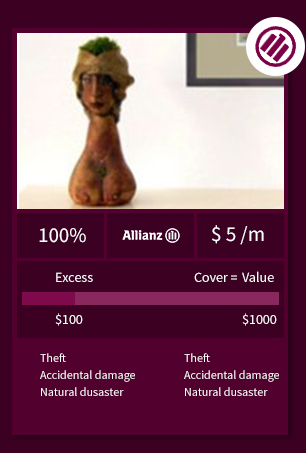 100% Allianz $ 5 /m
Excess Cover = Value
$100 $1000
Theft Theft
Accidental damage Accidental damage
Natural dusaster Natural dusaster